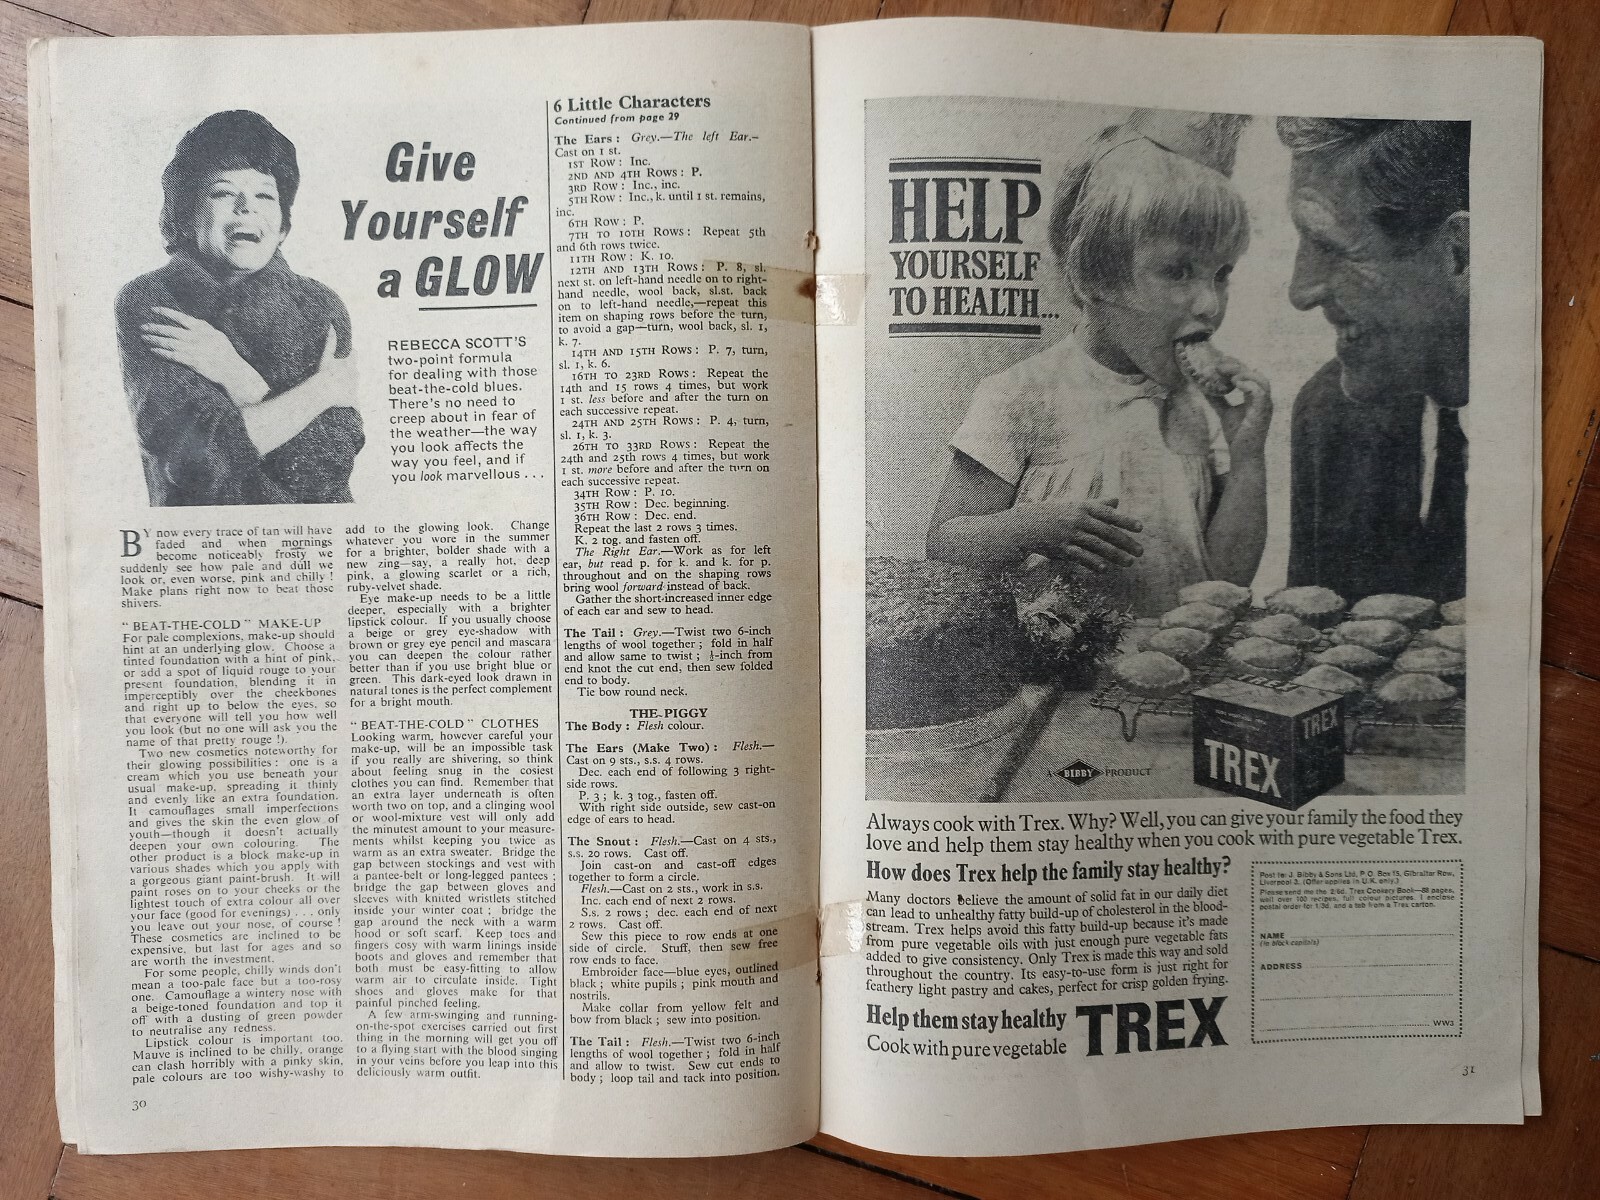 Give
Yourself
a GLOW
REBECCA SCOTT'S
two-point formula
for dealing with those
beat-the-cold blues.
There's no need to
creep about in fear of
the weather—the way
you look affects the
way you feel, and if
you look marvellous . . .
BY now every trace of tan will have
faded and when mornings
become noticeably frosty we
suddenly see how pale and dull we
look or, even worse, pink and chilly !
Make plans right now to beat those
shivers.
“ BEAT-THE-COLD ” MAKE-UP
For pale complexions, make-up should
hint at an underlying glow. Choose a
tinted foundation with a hint of pink,
or add a spot of liquid rouge to your
present foundation, blending it in
imperceptibly over the cheekbones
and right up to below the eyes, so
that everyone will tell you how well
you look (but no one will ask you the
name of that pretty rouge !).
Two new cosmetics noteworthy for
their glowing possibilities : one is a
cream which you use beneath your
usual make-up, spreading it thinly
and evenly like an extra foundation.
It camouflages small imperfections
and gives the skin the even glow of
youth—though it doesn't actually
deepen your own colouring. The
other product is a block make-up in
various shades which you apply with
a gorgeous giant paint-brush. It will
paint roses on to your cheeks or the
lightest touch of extra colour all over
your face (good for evenings) . . . only
you leave out your nose, of course !
These cosmetics are inclined to be
expensive, but last for ages and so
are worth the investment.
For some people, chilly winds don't
mean a too-pale face but a too-rosy
one. Camouflage a wintery nose with
a beige-toned foundation and top it
off with a dusting of green powder
to neutralise any redness.
Lipstick colour is important too.
Mauve is inclined to be chilly, orange
can clash horribly with a pinky skin,
pale colours are too wishy-washy to
add to the glowing look. Change
whatever you wore in the summer
for a brighter, bolder shade with a
new zing—say, a really hot, deep
pink, a glowing scarlet or a rich,
ruby-velvet shade.
Eye make-up needs to be a little
deeper, especially with a brighter
lipstick colour. If you usually choose
a beige or grey eye-shadow with
brown or grey eye pencil and mascara
you can deepen the colour rather
better than if you use bright blue or
green. This dark-eyed look drawn in
natural tones is the perfect complement
for a bright mouth.
“ BEAT-THE-COLD ” CLOTHES
Looking warm, however careful your
make-up, will be an impossible task
if you really are shivering, so think
about feeling snug in the cosiest
clothes you can find. Remember that
an extra layer underneath is often
worth two on top, and a clinging wool
or wool-mixture vest will only add
the minutest amount to your measure-
ments whilst keeping you twice as
warm as an extra sweater. Bridge the
gap between stockings and vest with
a pantee-belt or long-legged pantees ;
bridge the gap between gloves and
sleeves with knitted wristlets stitched
inside your winter coat ; bridge the
gap around the neck with a warm
hood or soft scarf. Keep toes and
fingers cosy with warm linings inside
boots and gloves and remember that
both must be easy-fitting to allow
warm air to circulate inside. Tight
shoes and gloves make for that
painful pinched feeling.
A few arm-swinging and running-
on-the-spot exercises carried out first
thing in the morning will get you off
to a flying start with the blood singing
in your veins before you leap into this
deliciously warm outfit.
30
6 Little Characters
Continued from page 29
The Ears : Grey.—The left Ear.–
Cast on 1 st.
1ST Row : Inc.
2ND AND 4TH Rows : P.
3RD Row : Inc., inc.
5TH Row : Inc., k. until 1 st. remains,
inc.
6TH Row : P.
7TH TO 10TH Rows : Repeat 5th
and 6th rows twice.
11TH Row : K. 10.
12TH AND 13TH Rows : P. 8, sl.
next st. on left-hand needle on to right-
hand needle, wool back, sl.st. back
on to left-hand needle,—repeat this
item on shaping rows before the turn,
to avoid a gap—turn, wool back, sl. 1,
k. 7.
14TH AND 15TH Rows : P. 7, turn,
sl. 1, k. 6.
16TH TO 23RD Rows : Repeat the
14th and 15 rows 4 times, but work
1 st. less before and after the turn on
each successive repeat.
24TH AND 25TH Rows : P. 4, turn,
sl. 1, k. 3.
26TH TO 33RD Rows : Repeat the
24th and 25th rows 4 times, but work
1 st. more before and after the turn on
each successive repeat.
34TH Row : P. 10.
35TH Row : Dec. beginning.
36TH Row : Dec. end.
Repeat the last 2 rows 3 times.
K. 2 tog. and fasten off.
The Right Ear.—Work as for left
ear, but read p. for k. and k. for p.
throughout and on the shaping rows
bring wool forward instead of back.
Gather the short-increased inner edge
of each ear and sew to head.
The Tail : Grey.—Twist two 6-inch
lengths of wool together ; fold in half
and allow same to twist ; ½-inch from
end knot the cut end, then sew folded
end to body.
Tie bow round neck.
THE PIGGY
The Body : Flesh colour.
The Ears (Make Two) : Flesh.—
Cast on 9 sts., s.s. 4 rows.
Dec. each end of following 3 right-
side rows.
P. 3 ; k. 3 tog., fasten off.
With right side outside, sew cast-on
edge of ears to head.
The Snout : Flesh.—Cast on 4 sts.,
s.s. 20 rows. Cast off.
Join cast-on and cast-off edges
together to form a circle.
Flesh.—Cast on 2 sts., work in s.s.
Inc. each end of next 2 rows.
S.s. 2 rows ; dec. each end of next
2 rows. Cast off.
Sew this piece to row ends at one
side of circle. Stuff, then sew free
row ends to face.
Embroider face—blue eyes, outlined
black ; white pupils ; pink mouth and
nostrils.
Make collar from yellow felt and
bow from black ; sew into position.
The Tail : Flesh.—Twist two 6-inch
lengths of wool together ; fold in half
and allow to twist. Sew cut ends to
body ; loop tail and tack into position.
HELP
YOURSELF
TO HEALTH...
TREX
TREX
TREX
A BIBBY PRODUCT
Always cook with Trex. Why? Well, you can give your family the food they
love and help them stay healthy when you cook with pure vegetable Trex.
How does Trex help the family stay healthy?
Many doctors believe the amount of solid fat in our daily diet
can lead to unhealthy fatty build-up of cholesterol in the blood-
stream. Trex helps avoid this fatty build-up because it's made
from pure vegetable oils with just enough pure vegetable fats
added to give consistency. Only Trex is made this way and sold
throughout the country. Its easy-to-use form is just right for
feathery light pastry and cakes, perfect for crisp golden frying.
Help them stay healthy
Cook with pure vegetable
TREX
Post to: J. Bibby & Sons Ltd, P.O. Box 15, Gibraltar Row,
Liverpool 3. (Offer applies in U.K. only.)
Please send me the 2/6d. Trex Cookery Book—88 pages,
well over 100 recipes, full colour pictures. I enclose
postal order for 1/3d. and a tab from a Trex carton.
NAME
(in block capitals)
ADDRESS
WW3
31